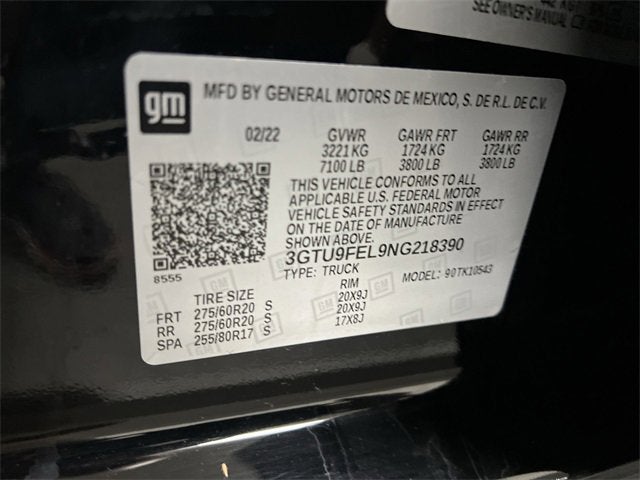 SEE OWNER'S MANUAL
gm
MFD BY GENERAL MOTORS DE MEXICO, S. DE R.L. DE C.V.
02/22 GVWR GAWR FRT GAWR RR
3221 KG 1724 KG 1724 KG
7100 LB 3800 LB 3800 LB
THIS VEHICLE CONFORMS TO ALL
APPLICABLE U.S. FEDERAL MOTOR
VEHICLE SAFETY STANDARDS IN EFFECT
ON THE DATE OF MANUFACTURE
SHOWN ABOVE.
3GTU9FEL9NG218390
8555 TYPE: TRUCK MODEL: 90TK10543
TIRE SIZE RIM
FRT 275/60R20 S 20X9J
RR 275/60R20 S 20X9J
SPA 255/80R17 S 17X8J